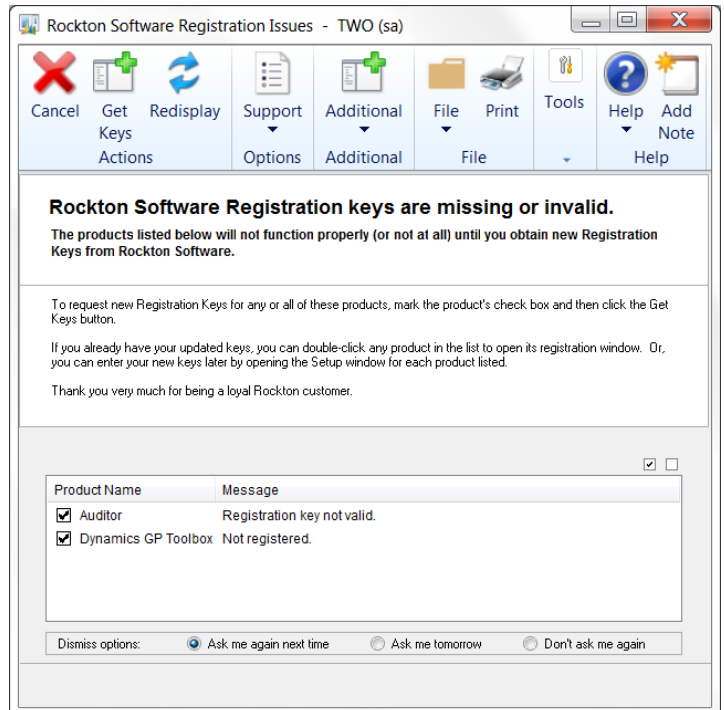 Rockton Software Registration Issues - TWO (sa)
Cancel Get Keys Redisplay Support Additional File Print Tools Help Add Note
Actions Options Additional File Help
Rockton Software Registration keys are missing or invalid.
The products listed below will not function properly (or not at all) until you obtain new Registration
Keys from Rockton Software.
To request new Registration Keys for any or all of these products, mark the product's check box and then click the Get
Keys button.
If you already have your updated keys, you can double-click any product in the list to open its registration window. Or,
you can enter your new keys later by opening the Setup window for each product listed.
Thank you very much for being a loyal Rockton customer.
Product Name Message
Auditor Registration key not valid.
Dynamics GP Toolbox Not registered.
Dismiss options: Ask me again next time Ask me tomorrow Don't ask me again